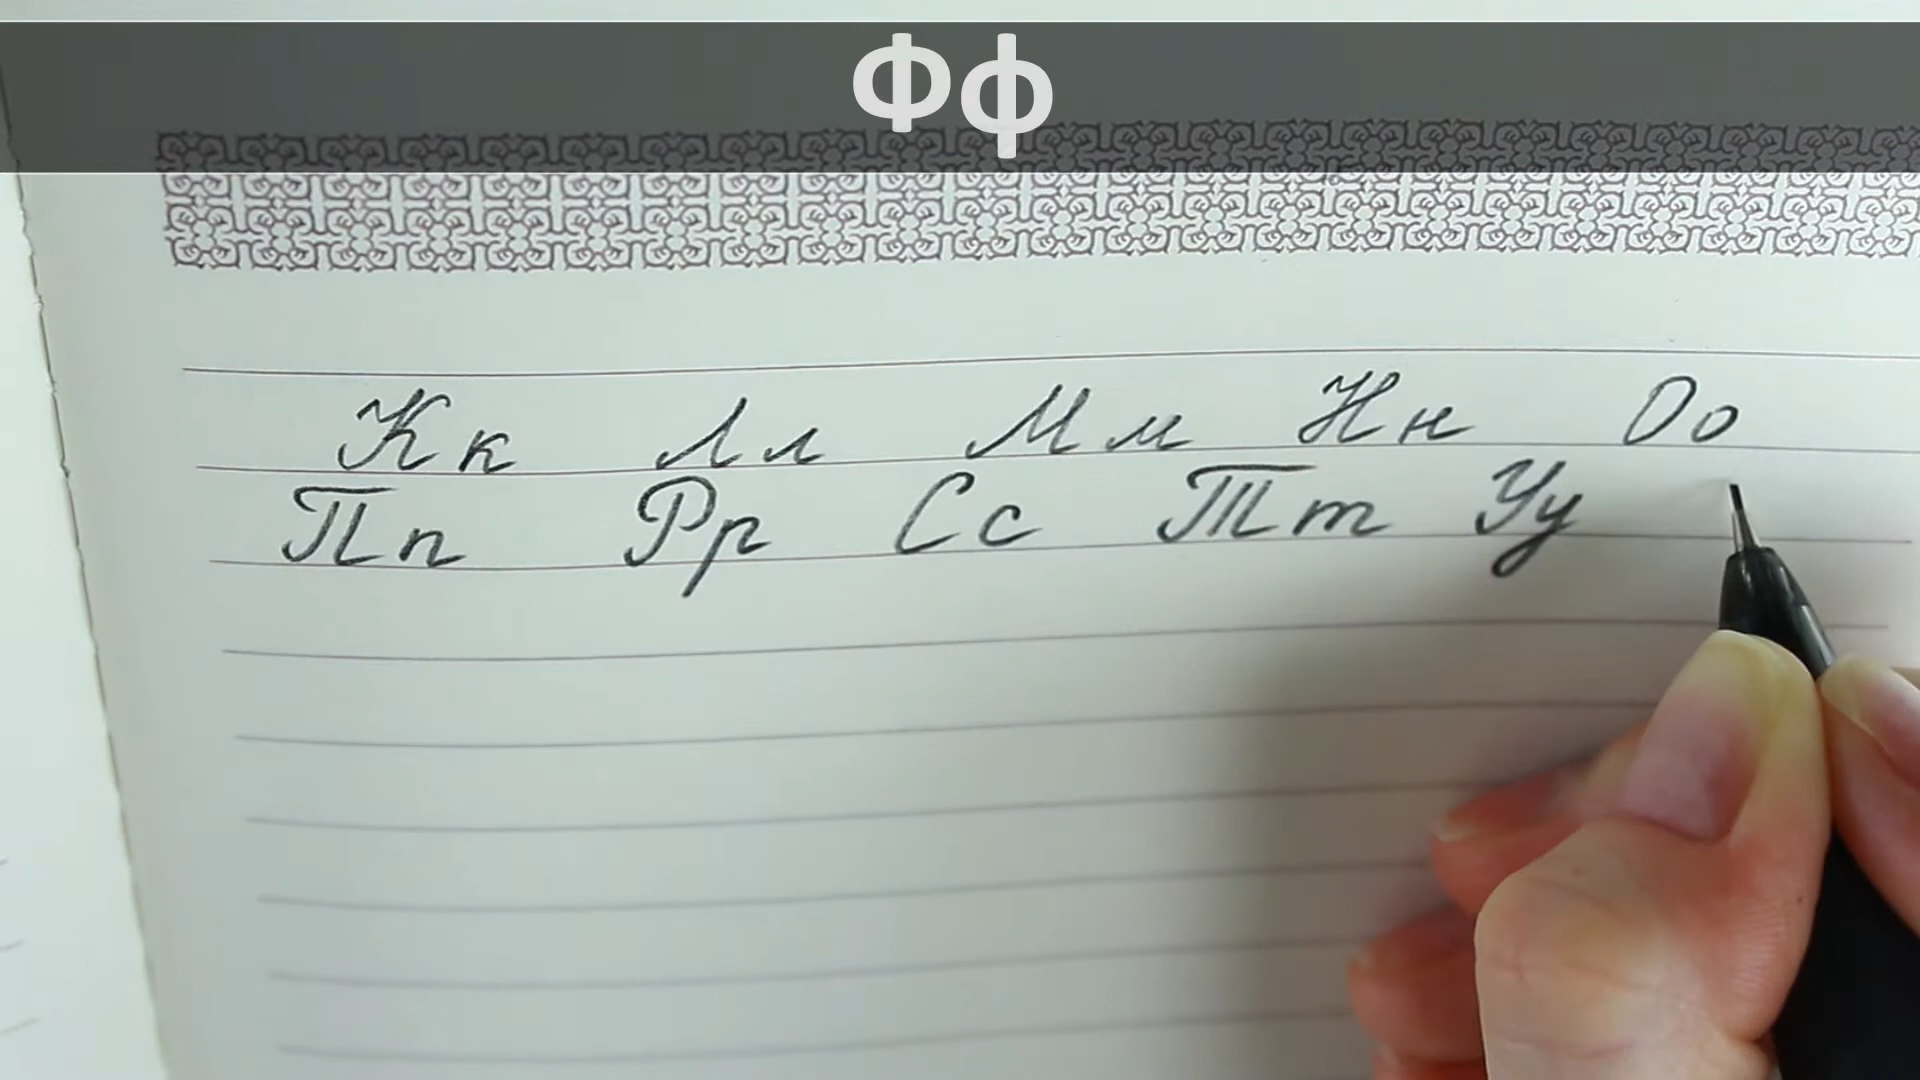 Фф
Кк Лл Мм Нн Оо
Пп Рр Сс Тт Уу